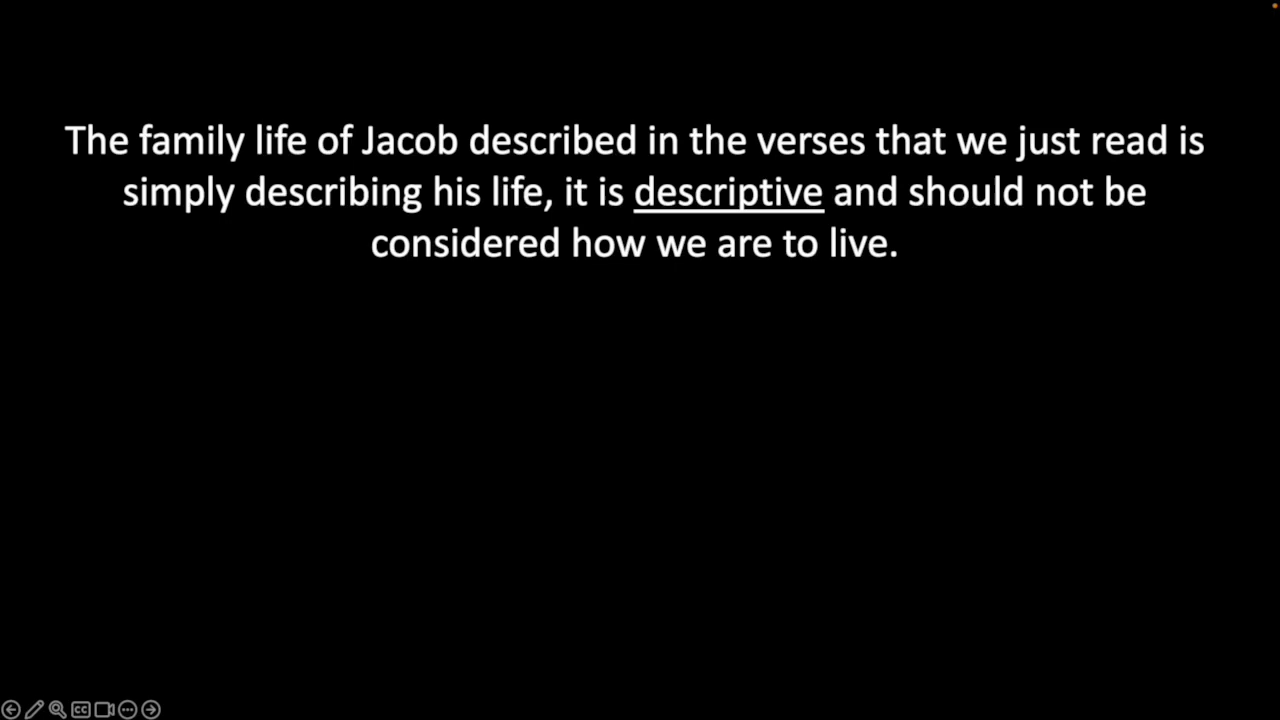 The family life of Jacob described in the verses that we just read is
simply describing his life, it is descriptive and should not be
considered how we are to live.
CC